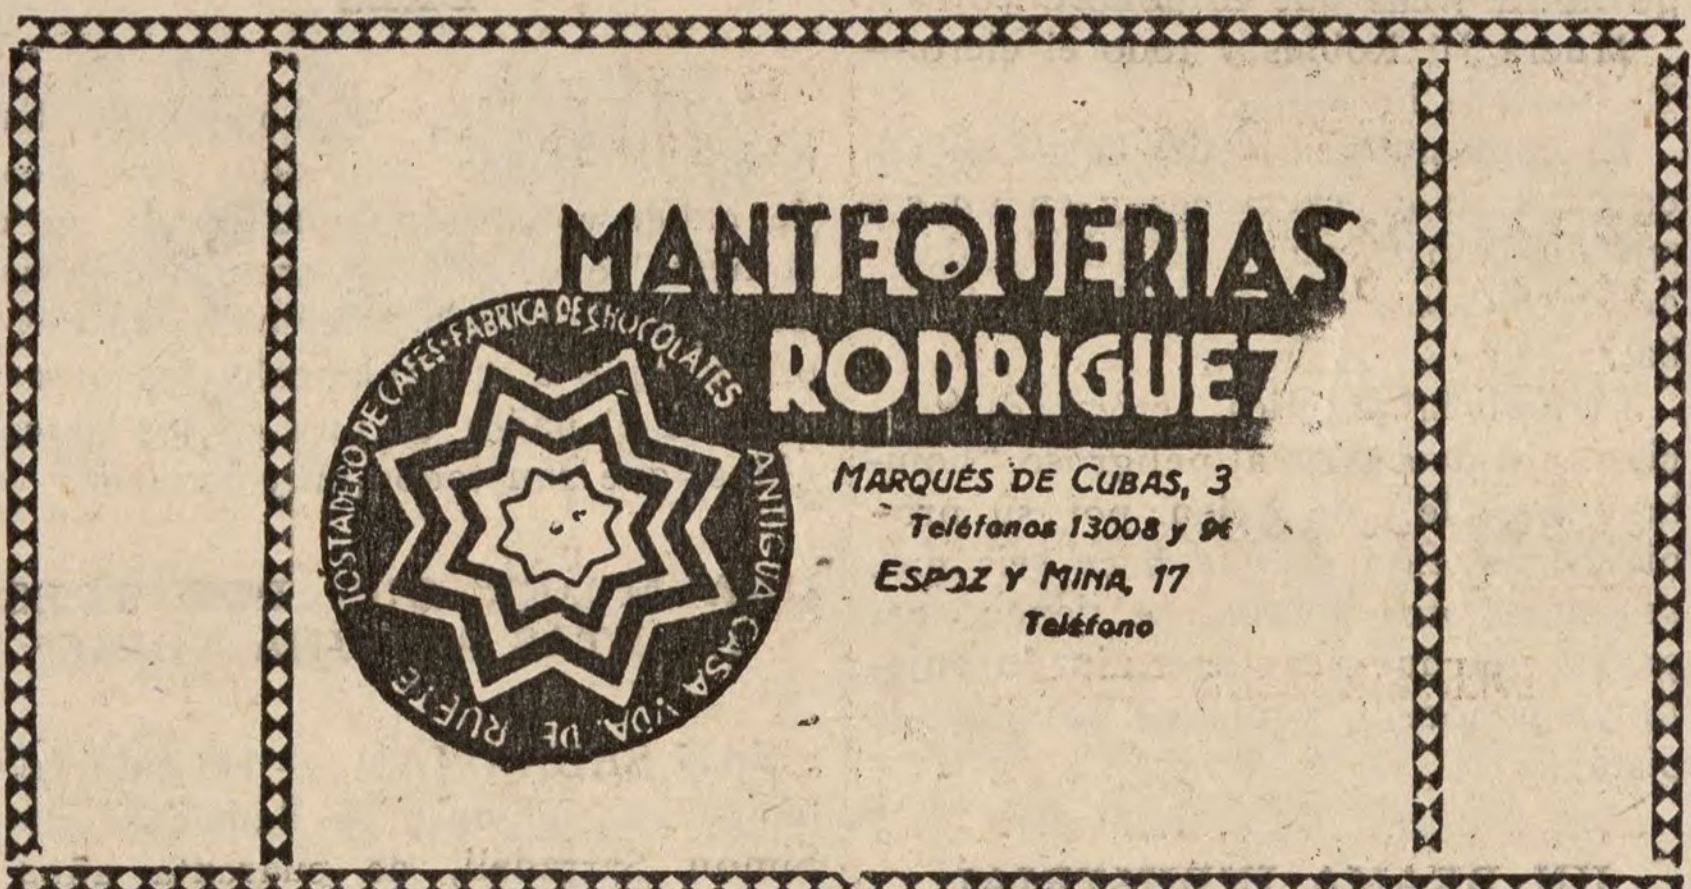 MANTEQUERIAS
RODRIGUEZ
TOSTADERO DE CAFES·FABRICA DE CHOCOLATES
ANTIGUA CASA VDA. DE RUETE
MARQUÉS DE CUBAS, 3
Teléfonos 13008 y
ESPOZ Y MINA, 17
Teléfono